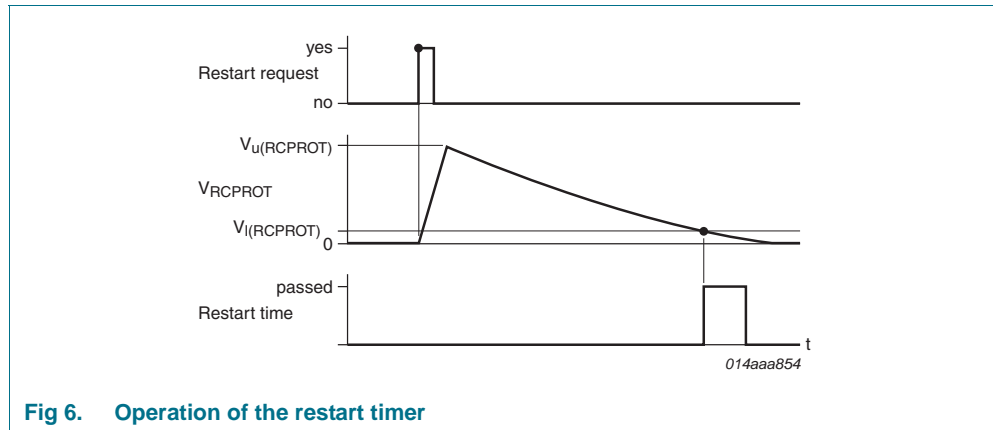 yes
Restart request
no
Vu(RCPROT)
VRCPROT
Vl(RCPROT)
0
passed
Restart time
t
014aaa854
Fig 6. Operation of the restart timer